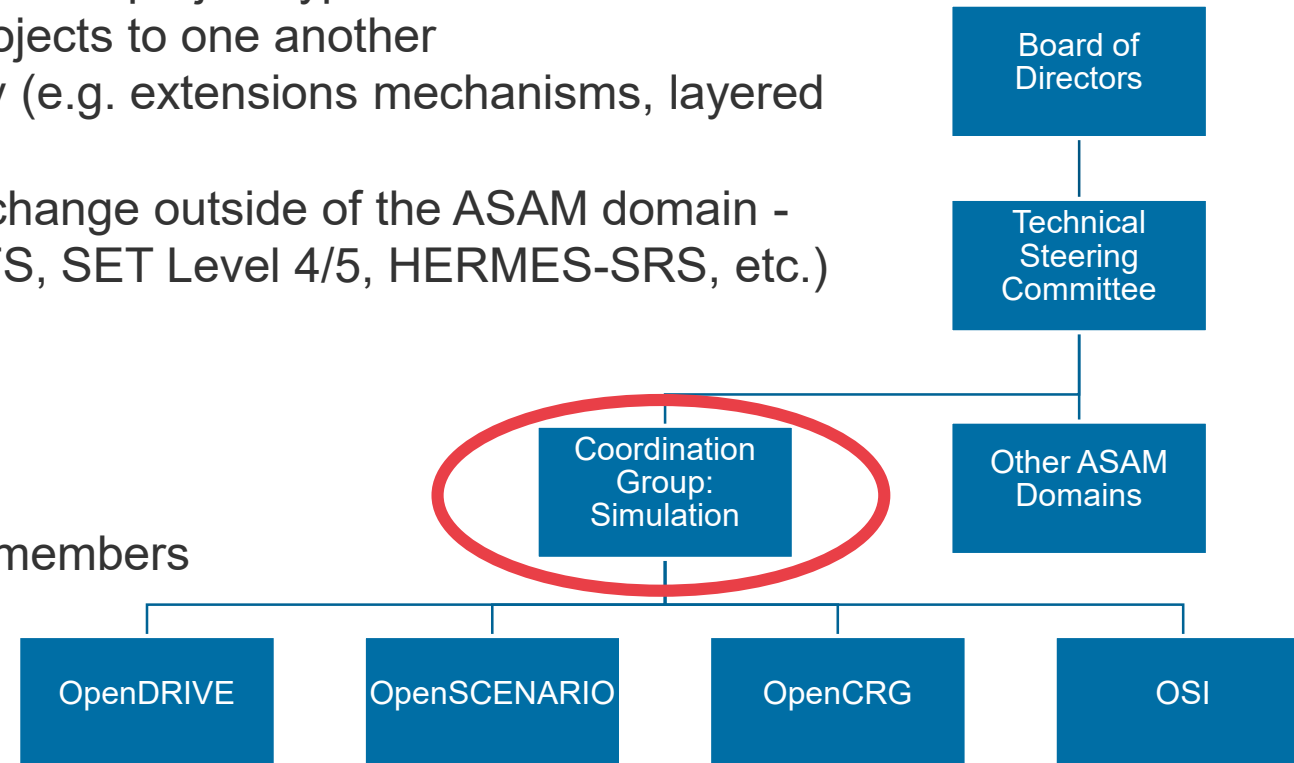 ojects to one another
(e.g. extensions mechanisms, layered
change outside of the ASAM domain -
SET Level 4/5, HERMES-SRS, etc.)
members
Board of
Directors
Technical
Steering
Committee
Coordination
Group:
Simulation
Other ASAM
Domains
OpenDRIVE
OpenSCENARIO
OpenCRG
OSI